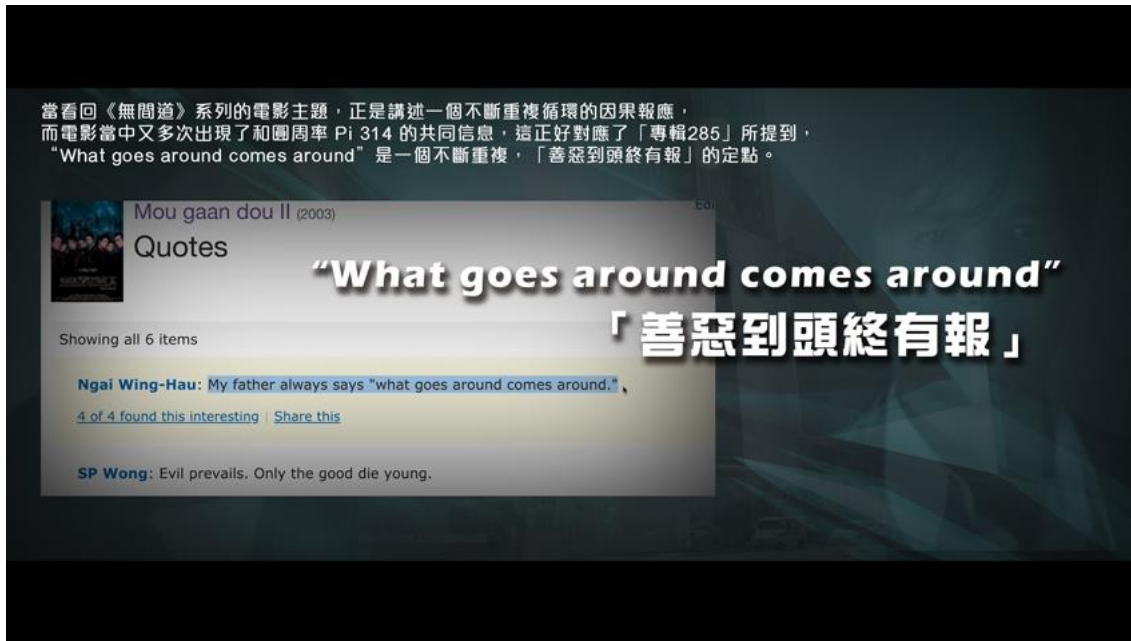 當看回《無間道》系列的電影主題，正是講述一個不斷重複循環的因果報應，
而電影當中又多次出現了和圓周率 Pi 314 的共同信息，這正好對應了「專輯285」所提到，
“What goes around comes around”是一個不斷重複，「善惡到頭終有報」的定點。
Mou gaan dou II (2003)
Edi
Quotes
“What goes around comes around”
「善惡到頭終有報」
Showing all 6 items
Ngai Wing-Hau: My father always says "what goes around comes around."
4 of 4 found this interesting | Share this
SP Wong: Evil prevails. Only the good die young.